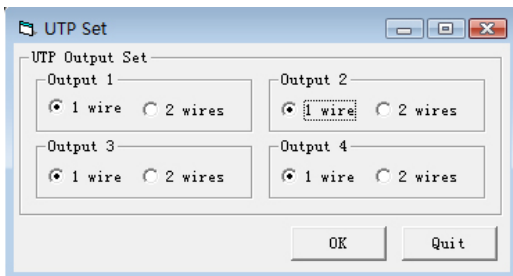 UTP Set
UTP Output Set
Output 1
1 wire 2 wires
Output 2
1 wire 2 wires
Output 3
1 wire 2 wires
Output 4
1 wire 2 wires
OK Quit